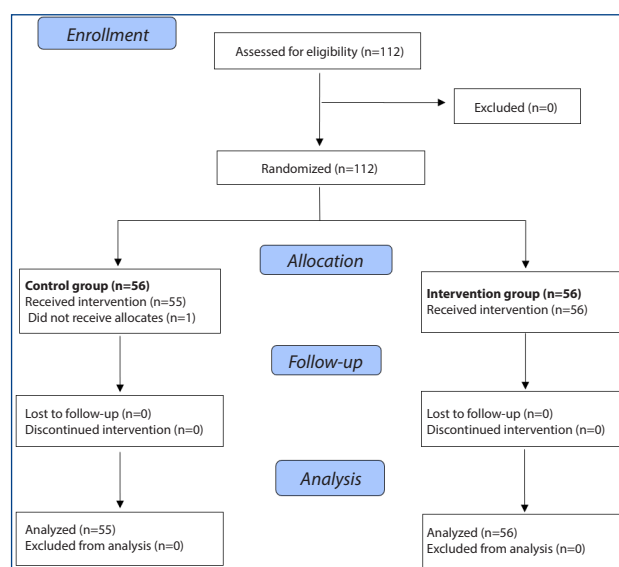 Enrollment
Assessed for eligibility (n=112)
Excluded (n=0)
Randomized (n=112)
Allocation
Control group (n=56)
Received intervention (n=55)
Did not receive allocates (n=1)
Intervention group (n=56)
Received intervention (n=56)
Follow-up
Lost to follow-up (n=0)
Discontinued intervention (n=0)
Lost to follow-up (n=0)
Discontinued intervention (n=0)
Analysis
Analyzed (n=55)
Excluded from analysis (n=0)
Analyzed (n=56)
Excluded from analysis (n=0)